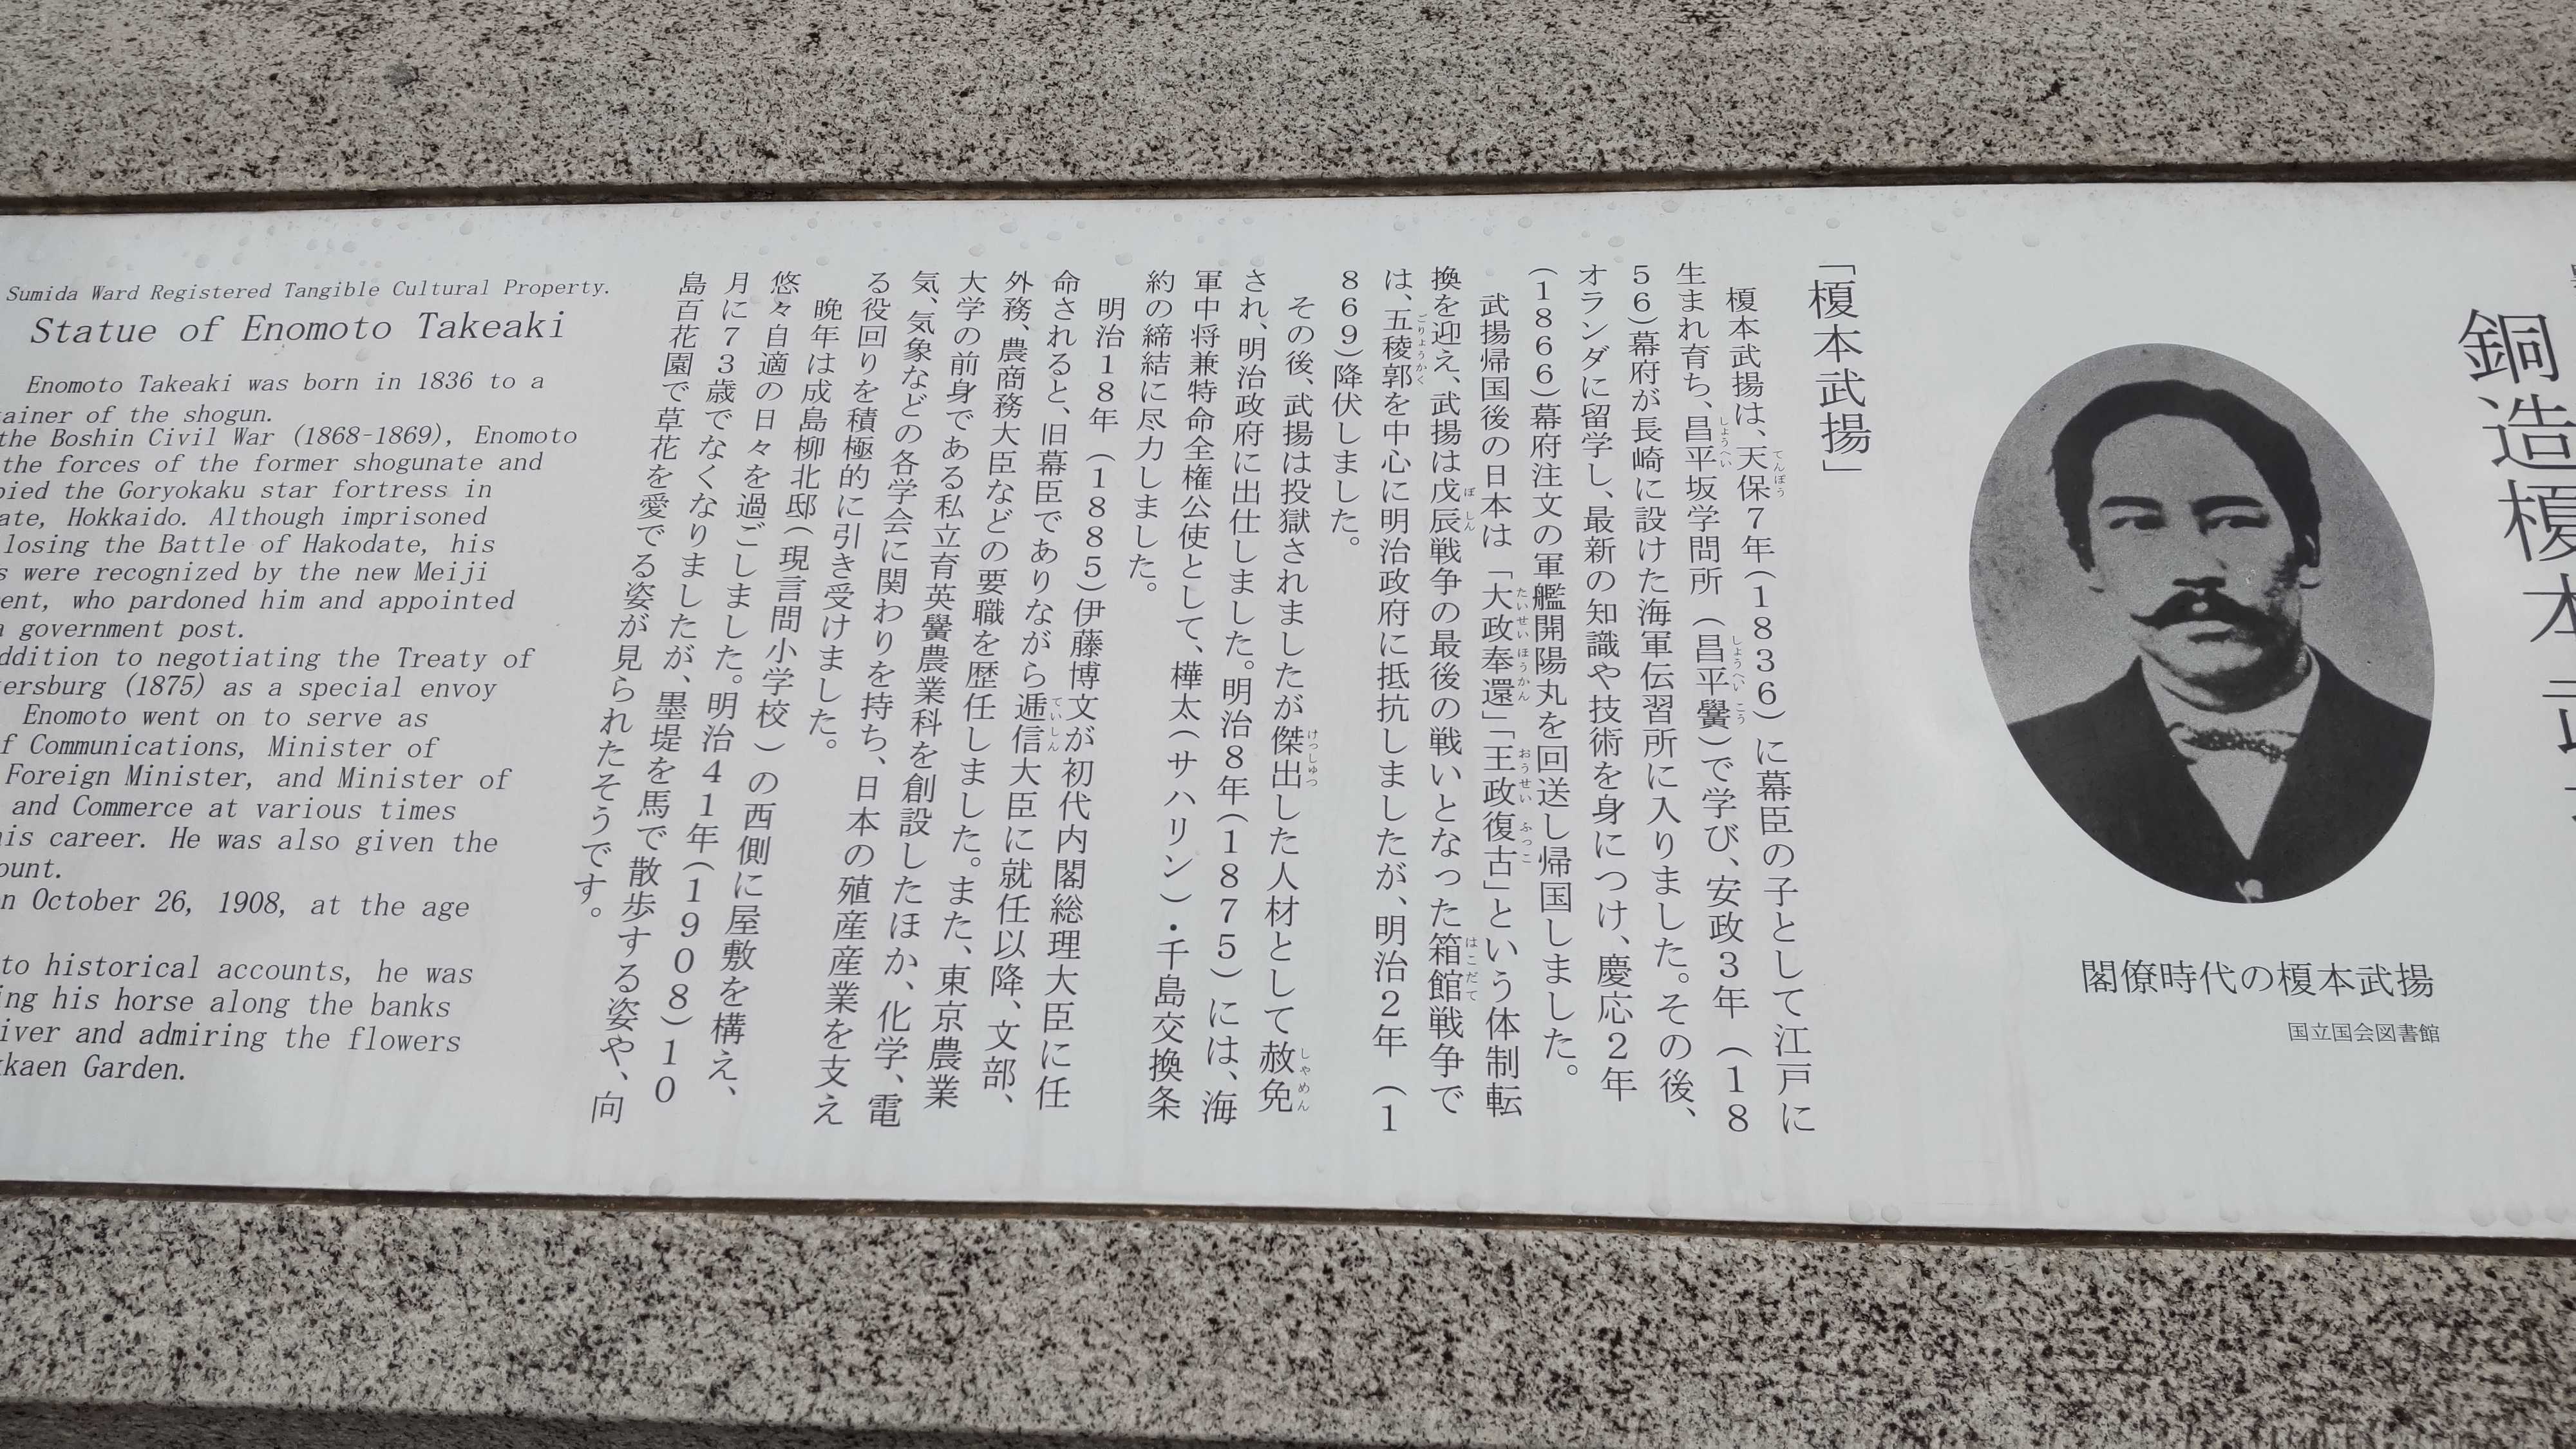 銅造榎本武
閣僚時代の榎本武揚
国立国会図書館
「榎本武揚」
榎本武揚は、天保7年(1836)に幕臣の子として江戸に
生まれ育ち、昌平坂学問所(昌平黌)で学び、安政3年(18
56)幕府が長崎に設けた海軍伝習所に入りました。その後、
オランダに留学し、最新の知識や技術を身につけ、慶応2年
(1866)幕府注文の軍艦開陽丸を回送し帰国しました。
武揚帰国後の日本は「大政奉還」「王政復古」という体制転
換を迎え、武揚は戊辰戦争の最後の戦いとなった箱館戦争で
は、五稜郭を中心に明治政府に抵抗しましたが、明治2年(1
869)降伏しました。
その後、武揚は投獄されましたが傑出した人材として赦免
され、明治政府に出仕しました。明治8年(1875)には、海
軍中将兼特命全権公使として、樺太(サハリン)・千島交換条
約の締結に尽力しました。
明治18年(1885)伊藤博文が初代内閣総理大臣に任
命されると、旧幕臣でありながら逓信大臣に就任以降、文部、
外務、農商務大臣などの要職を歴任しました。また、東京農業
大学の前身である私立育英黌農業科を創設したほか、化学、電
気、気象などの各学会に関わりを持ち、日本の殖産産業を支え
る役回りを積極的に引き受けました。
晩年は成島柳北邸(現言問小学校)の西側に屋敷を構え、
悠々自適の日々を過ごしました。明治41年(1908)10
月に73歳でなくなりましたが、墨堤を馬で散歩する姿や、向
島百花園で草花を愛でる姿が見られたそうです。
Sumida Ward Registered Tangible Cultural Property.
Statue of Enomoto Takeaki
Enomoto Takeaki was born in 1836 to a
tainer of the shogun.
the Boshin Civil War (1868-1869), Enomoto
the forces of the former shogunate and
pied the Goryokaku star fortress in
ate, Hokkaido. Although imprisoned
losing the Battle of Hakodate, his
s were recognized by the new Meiji
ent, who pardoned him and appointed
a government post.
ddition to negotiating the Treaty of
ersburg (1875) as a special envoy
Enomoto went on to serve as
f Communications, Minister of
Foreign Minister, and Minister of
and Commerce at various times
his career. He was also given the
ount.
n October 26, 1908, at the age
to historical accounts, he was
ing his horse along the banks
iver and admiring the flowers
kkaen Garden.